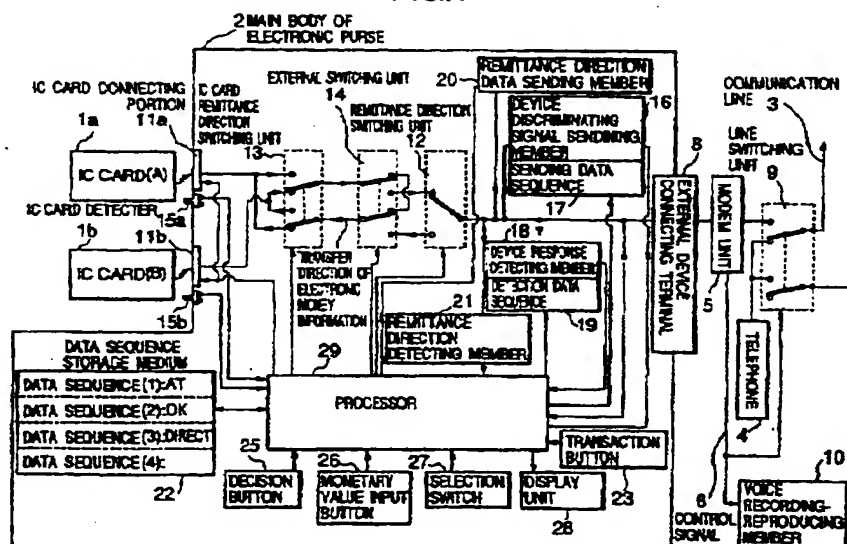 2 MAIN BODY OF
ELECTRONIC PURSE
IC CARD CONNECTING
PORTION
1a
11a
IC CARD(A)
IC CARD DETECTER
15a
1b
11b
IC CARD(B)
15b
IC CARD
REMITTANCE
DIRECTION
SWITCHING UNIT
13
EXTERNAL SWITCHING UNIT
14
REMITTANCE DIRECTION
SWITCHING UNIT
12
TRANSFER
DIRECTION OF
ELECTRONIC
MONEY
INFORMATION
20
REMITTANCE DIRECTION
DATA SENDING MEMBER
16
DEVICE
DISCRIMINATING
SIGNAL SENDINING
MEMBER
SENDING DATA
SEQUENCE
17
18
DEVICE RESPONSE
DETECTING MEMBER
DETECTION DATA
SEQUENCE
19
21
REMITTANCE
DIRECTION
DETECTING MEMBER
8
EXTERNAL DEVICE
CONNECTING TERMINAL
MODEM UNIT
5
COMMUNICATION
LINE
3
LINE
SWITCHING
UNIT
9
TELEPHONE
4
6
CONTROL
SIGNAL
10
VOICE
RECORDING-
REPRODUCING
MEMBER
DATA SEQUENCE
STORAGE MEDIUM
DATA SEQUENCE(1):AT
DATA SEQUENCE(2):OK
DATA SEQUENCE(3):DIRECT
DATA SEQUENCE(4):
22
29
PROCESSOR
25
DECISION
BUTTON
26
MONETARY
VALUE INPUT
BUTTON
27
SELECTION
SWITCH
DISPLAY
UNIT
28
TRANSACTION
BUTTON
23